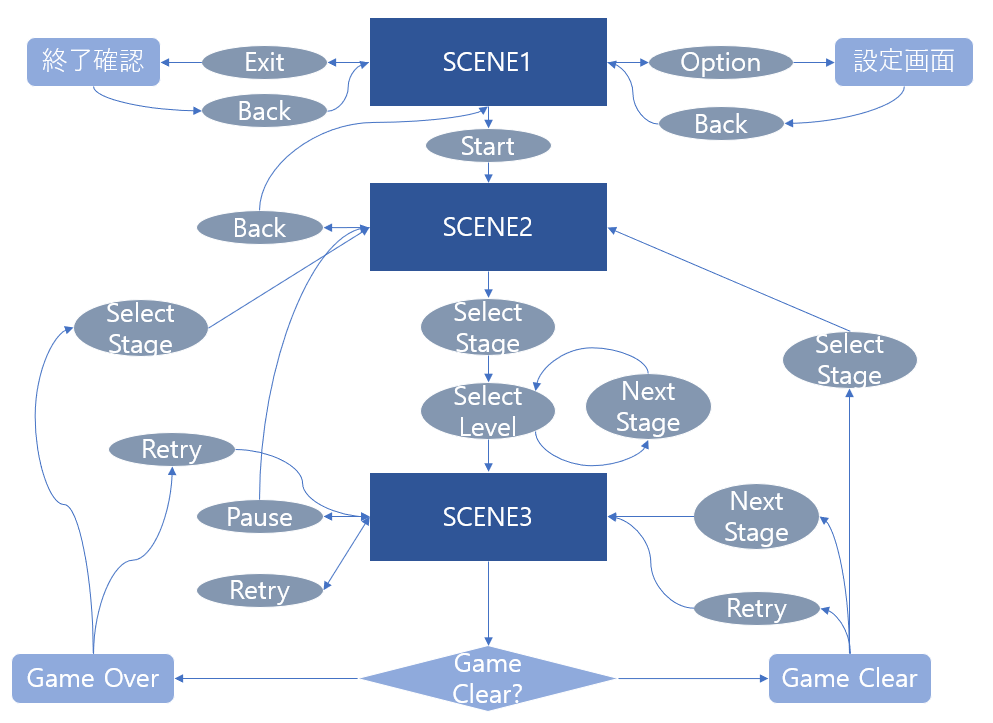 終了確認
Exit
SCENE1
Option
設定画面
Back
Back
Start
Back
SCENE2
Select
Stage
Select
Stage
Select
Stage
Select
Level
Next
Stage
Retry
Pause
SCENE3
Next
Stage
Retry
Retry
Game Over
Game
Clear?
Game Clear